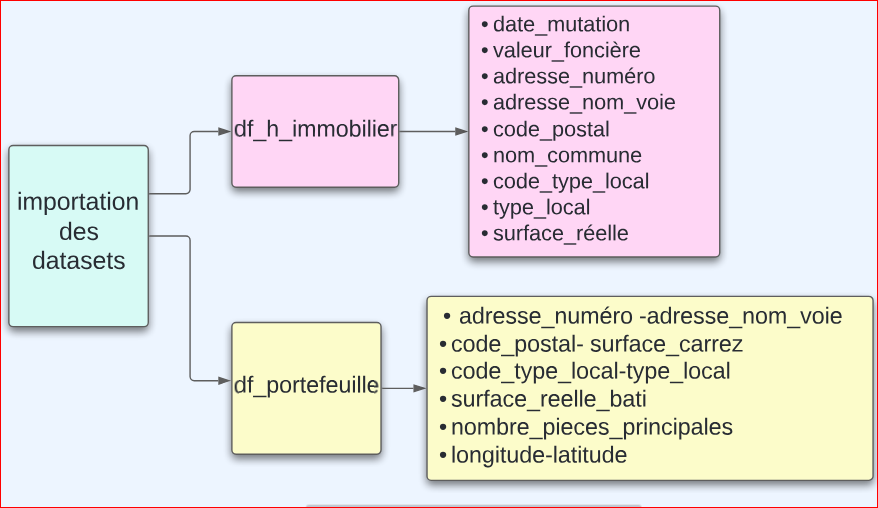 importation
des
datasets
df_h_immobilier
• date_mutation
• valeur_foncière
• adresse_numéro
• adresse_nom_voie
• code_postal
• nom_commune
• code_type_local
• type_local
• surface_réelle
df_portefeuille
• adresse_numéro -adresse_nom_voie
• code_postal- surface_carrez
• code_type_local-type_local
• surface_reelle_bati
• nombre_pieces_principales
• longitude-latitude